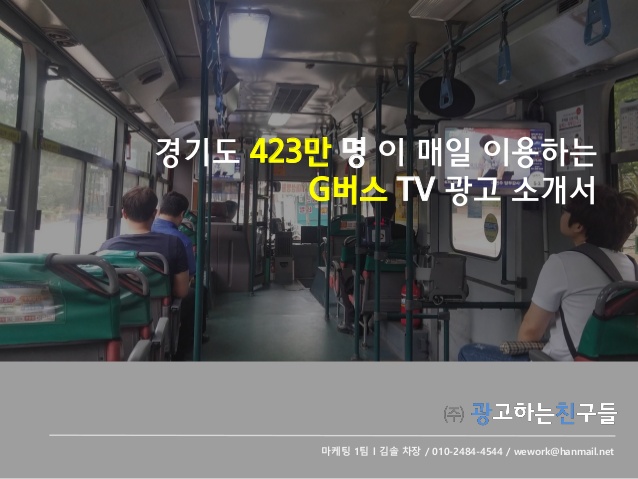 경기도 423만 명 이 매일 이용하는
G버스 TV 광고 소개서
㈜ 광고하는친구들
마케팅 1팀 I 김솔 차장 / 010-2484-4544 / wework@hanmail.net